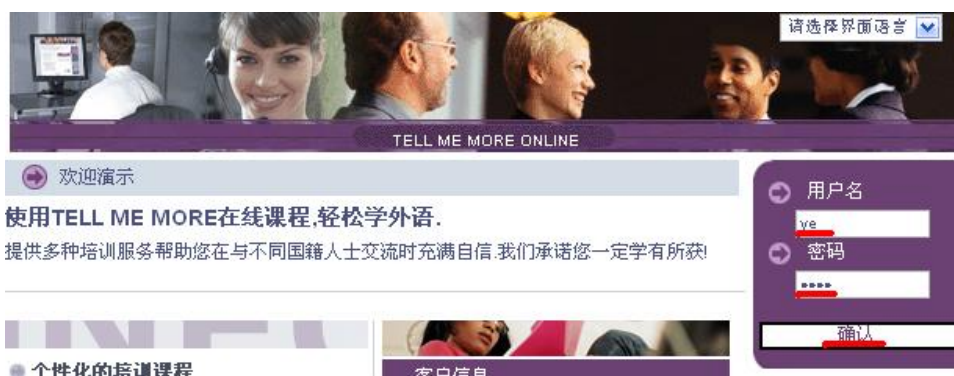 请选择界面语言
TELL ME MORE ONLINE
欢迎演示
使用TELL ME MORE在线课程,轻松学外语.
提供多种培训服务帮助您在与不同国籍人士交流时充满自信.我们承诺您一定学有所获!
用户名
ye
密码
••••
确认
个性化的培训课程
客户信息